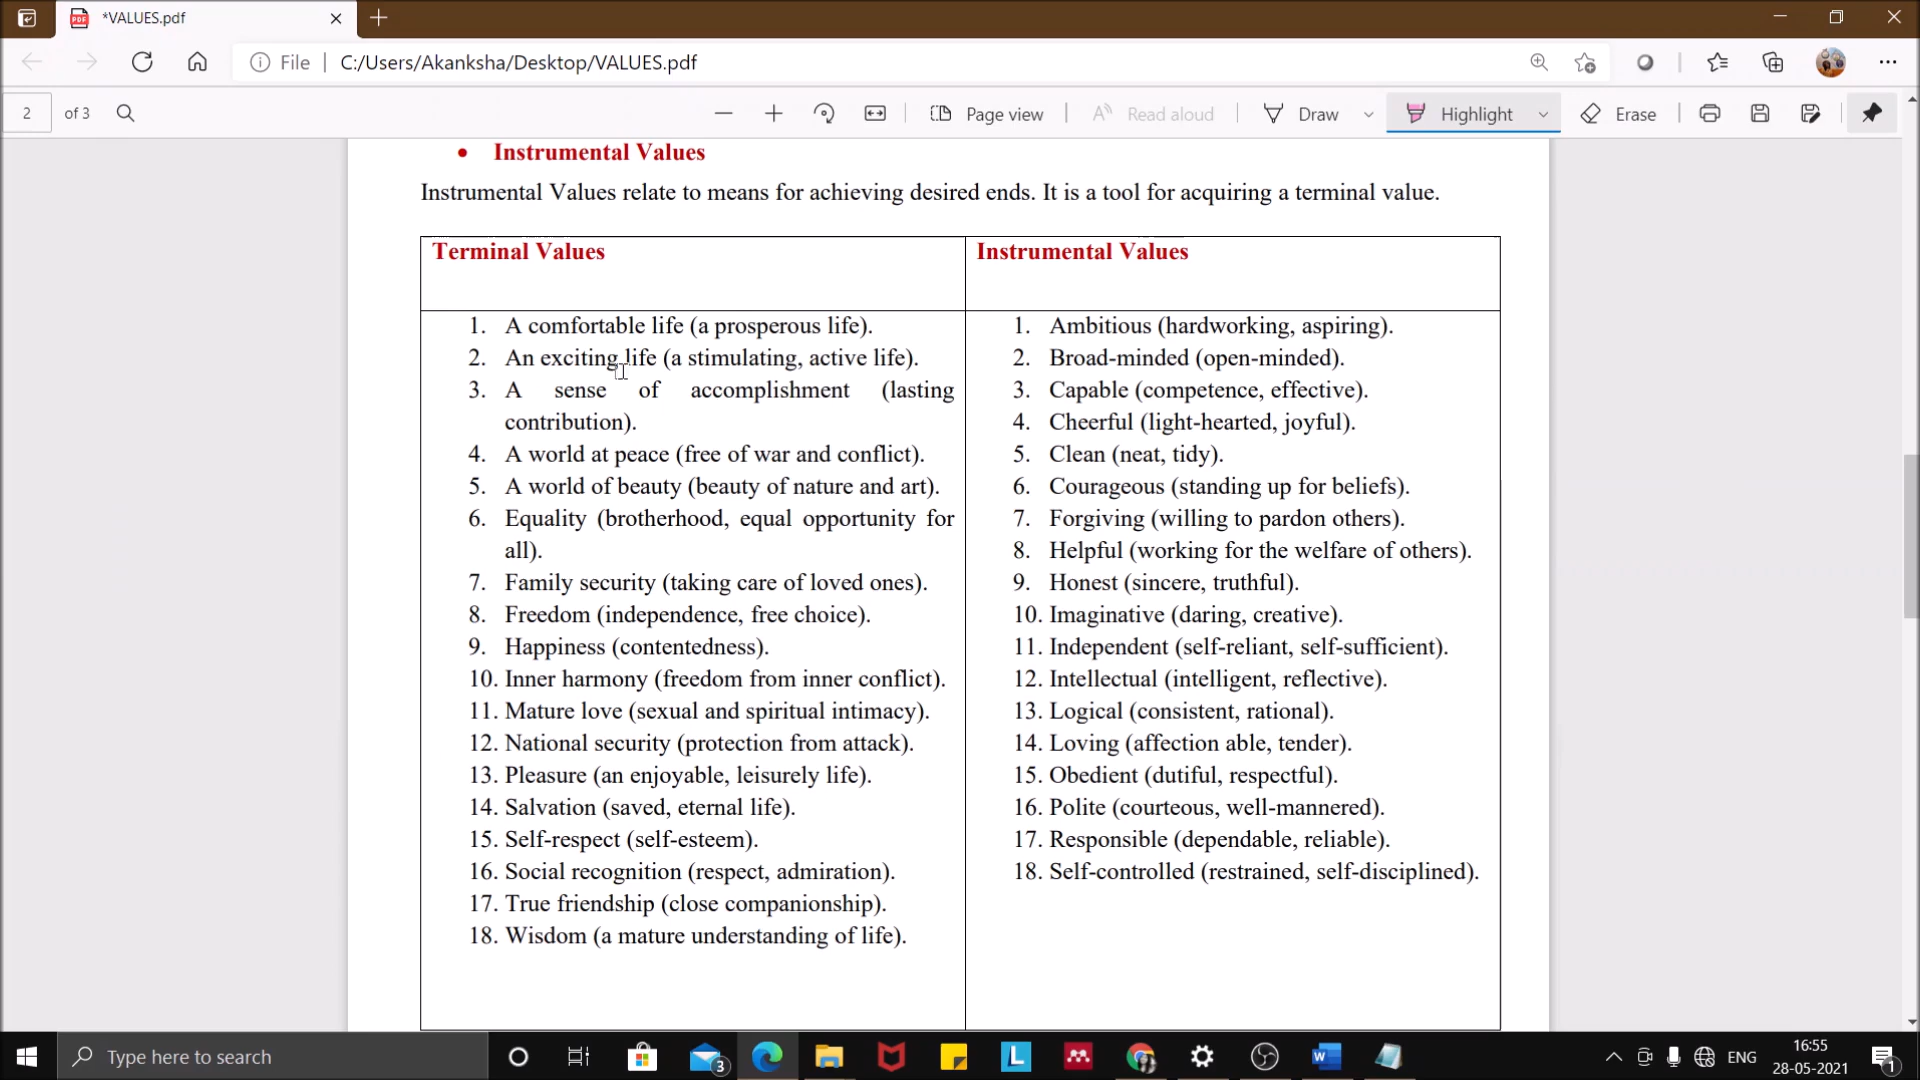 *VALUES.pdf
File
C:/Users/Akanksha/Desktop/VALUES.pdf
2 of 3
Page view
Read aloud
Draw
Highlight
Erase
• Instrumental Values
Instrumental Values relate to means for achieving desired ends. It is a tool for acquiring a terminal value.
Terminal Values
1. A comfortable life (a prosperous life).
2. An exciting life (a stimulating, active life).
3. A sense of accomplishment (lasting
contribution).
4. A world at peace (free of war and conflict).
5. A world of beauty (beauty of nature and art).
6. Equality (brotherhood, equal opportunity for
all).
7. Family security (taking care of loved ones).
8. Freedom (independence, free choice).
9. Happiness (contentedness).
10. Inner harmony (freedom from inner conflict).
11. Mature love (sexual and spiritual intimacy).
12. National security (protection from attack).
13. Pleasure (an enjoyable, leisurely life).
14. Salvation (saved, eternal life).
15. Self-respect (self-esteem).
16. Social recognition (respect, admiration).
17. True friendship (close companionship).
18. Wisdom (a mature understanding of life).
Instrumental Values
1. Ambitious (hardworking, aspiring).
2. Broad-minded (open-minded).
3. Capable (competence, effective).
4. Cheerful (light-hearted, joyful).
5. Clean (neat, tidy).
6. Courageous (standing up for beliefs).
7. Forgiving (willing to pardon others).
8. Helpful (working for the welfare of others).
9. Honest (sincere, truthful).
10. Imaginative (daring, creative).
11. Independent (self-reliant, self-sufficient).
12. Intellectual (intelligent, reflective).
13. Logical (consistent, rational).
14. Loving (affection able, tender).
15. Obedient (dutiful, respectful).
16. Polite (courteous, well-mannered).
17. Responsible (dependable, reliable).
18. Self-controlled (restrained, self-disciplined).
Type here to search
3
L
W
ENG
16:55
28-05-2021
1